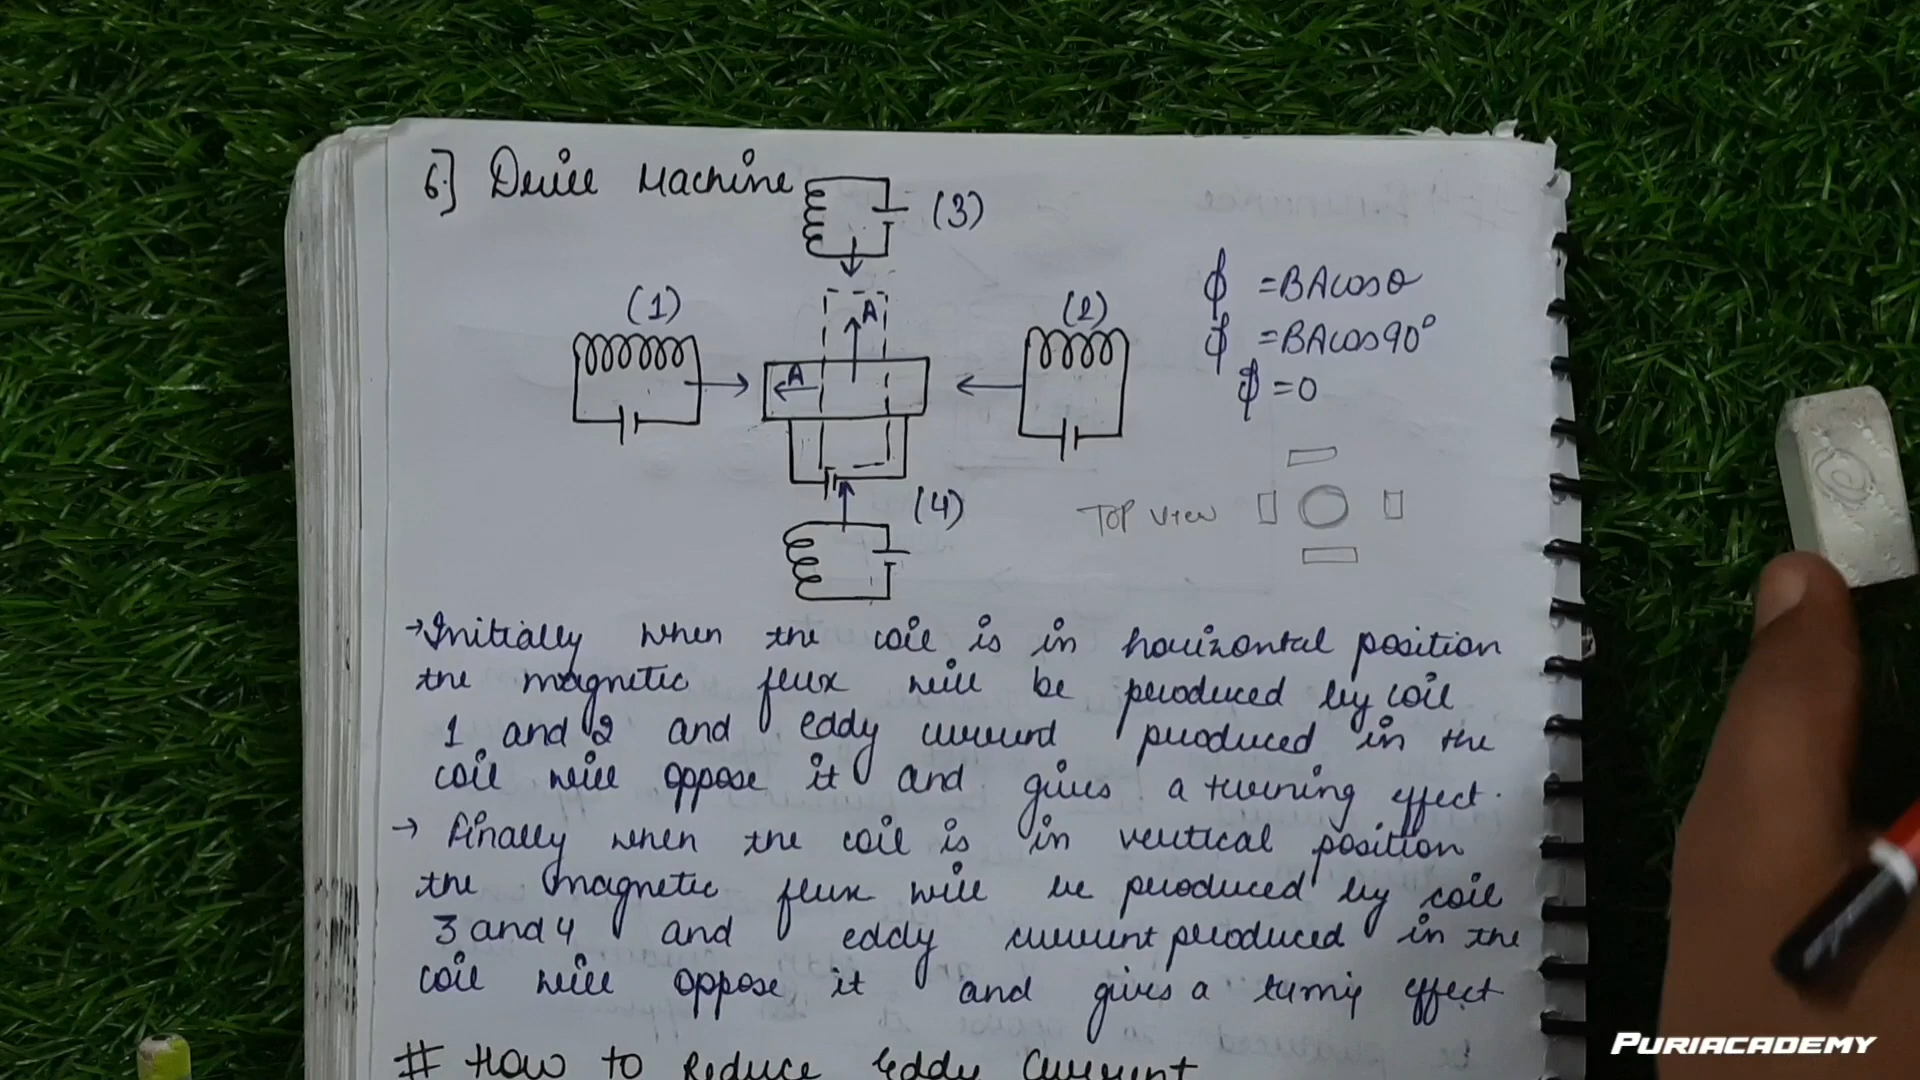 6.] Drill Machine
(3)
(1)
(2)
A
A
(4)
ϕ = BAcosθ
ϕ = BAcos90°
ϕ = 0
TOP view
→ Initially when the coil is in horizontal position
the magnetic flux will be produced by coil
1 and 2 and eddy current produced in the
coil will oppose it and gives a turning effect.
→ Finally when the coil is in vertical position
the magnetic flux will be produced by coil
3 and 4 and eddy current produced in the
coil will oppose it and gives a turnig effect
# How to Reduce Eddy Current
PURIACADEMY